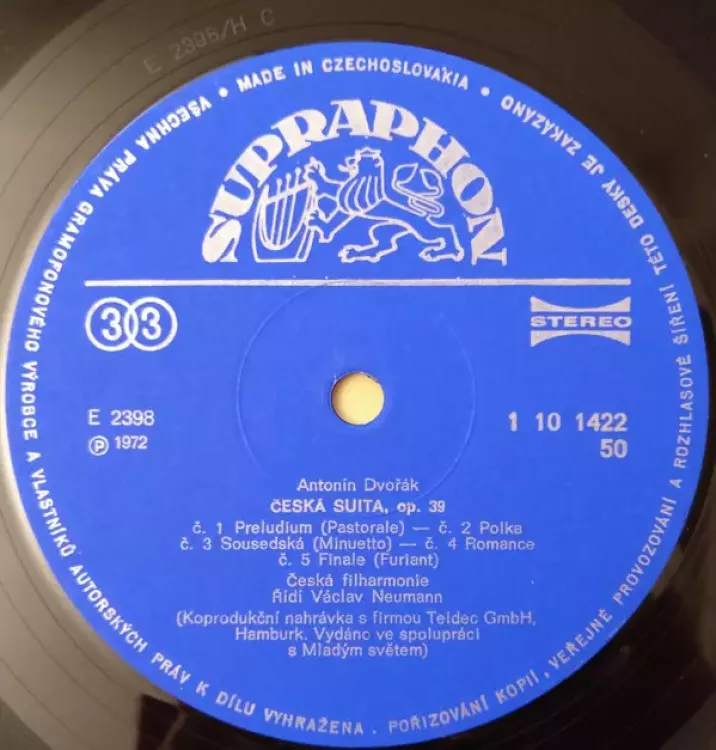 E 2398/H C
MADE IN CZECHOSLOVAKIA
SUPRAPHON
33
STEREO
E 2398
Ⓟ 1972
1 10 1422
50
Antonín Dvořák
ČESKÁ SUITA, op. 39
č. 1 Preludium (Pastorale) — č. 2 Polka
č. 3 Sousedská (Minuetto) — č. 4 Romance
č. 5 Finale (Furiant)
Česká filharmonie
Řídí Václav Neumann
(Koprodukční nahrávka s firmou Teldec GmbH,
Hamburk. Vydáno ve spolupráci
s Mladým světem)
VŠECHNA PRÁVA GRAMOFONOVÉHO VÝROBCE A VLASTNÍKŮ AUTORSKÝCH PRÁV K DÍLU VYHRAŽENA . POŘIZOVÁNÍ KOPIÍ, VEŘEJNÉ PROVOZOVÁNÍ A ROZHLASOVÉ ŠÍŘENÍ TÉTO DESKY JE ZAKÁZÁNO